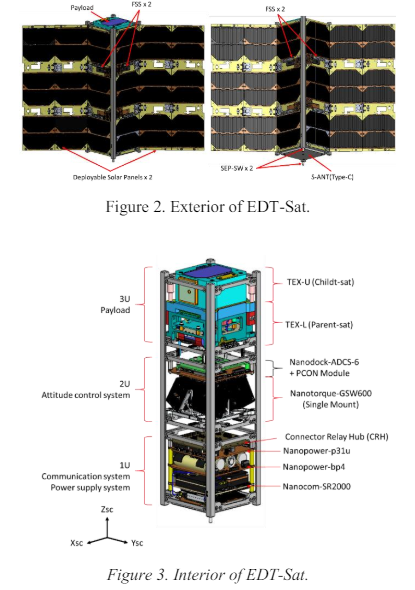 Payload
FSS x 2
FSS x 2
Deployable Solar Panels x 2
SEP-SW x 2
S-ANT(Type-C)
Figure 2. Exterior of EDT-Sat.
3U
Payload
TEX-U (Childt-sat)
TEX-L (Parent-sat)
2U
Attitude control system
Nanodock-ADCS-6
+ PCON Module
Nanotorque-GSW600
(Single Mount)
1U
Communication system
Power supply system
Connector Relay Hub (CRH)
Nanopower-p31u
Nanopower-bp4
Nanocom-SR2000
Zsc
Xsc
Ysc
Figure 3. Interior of EDT-Sat.